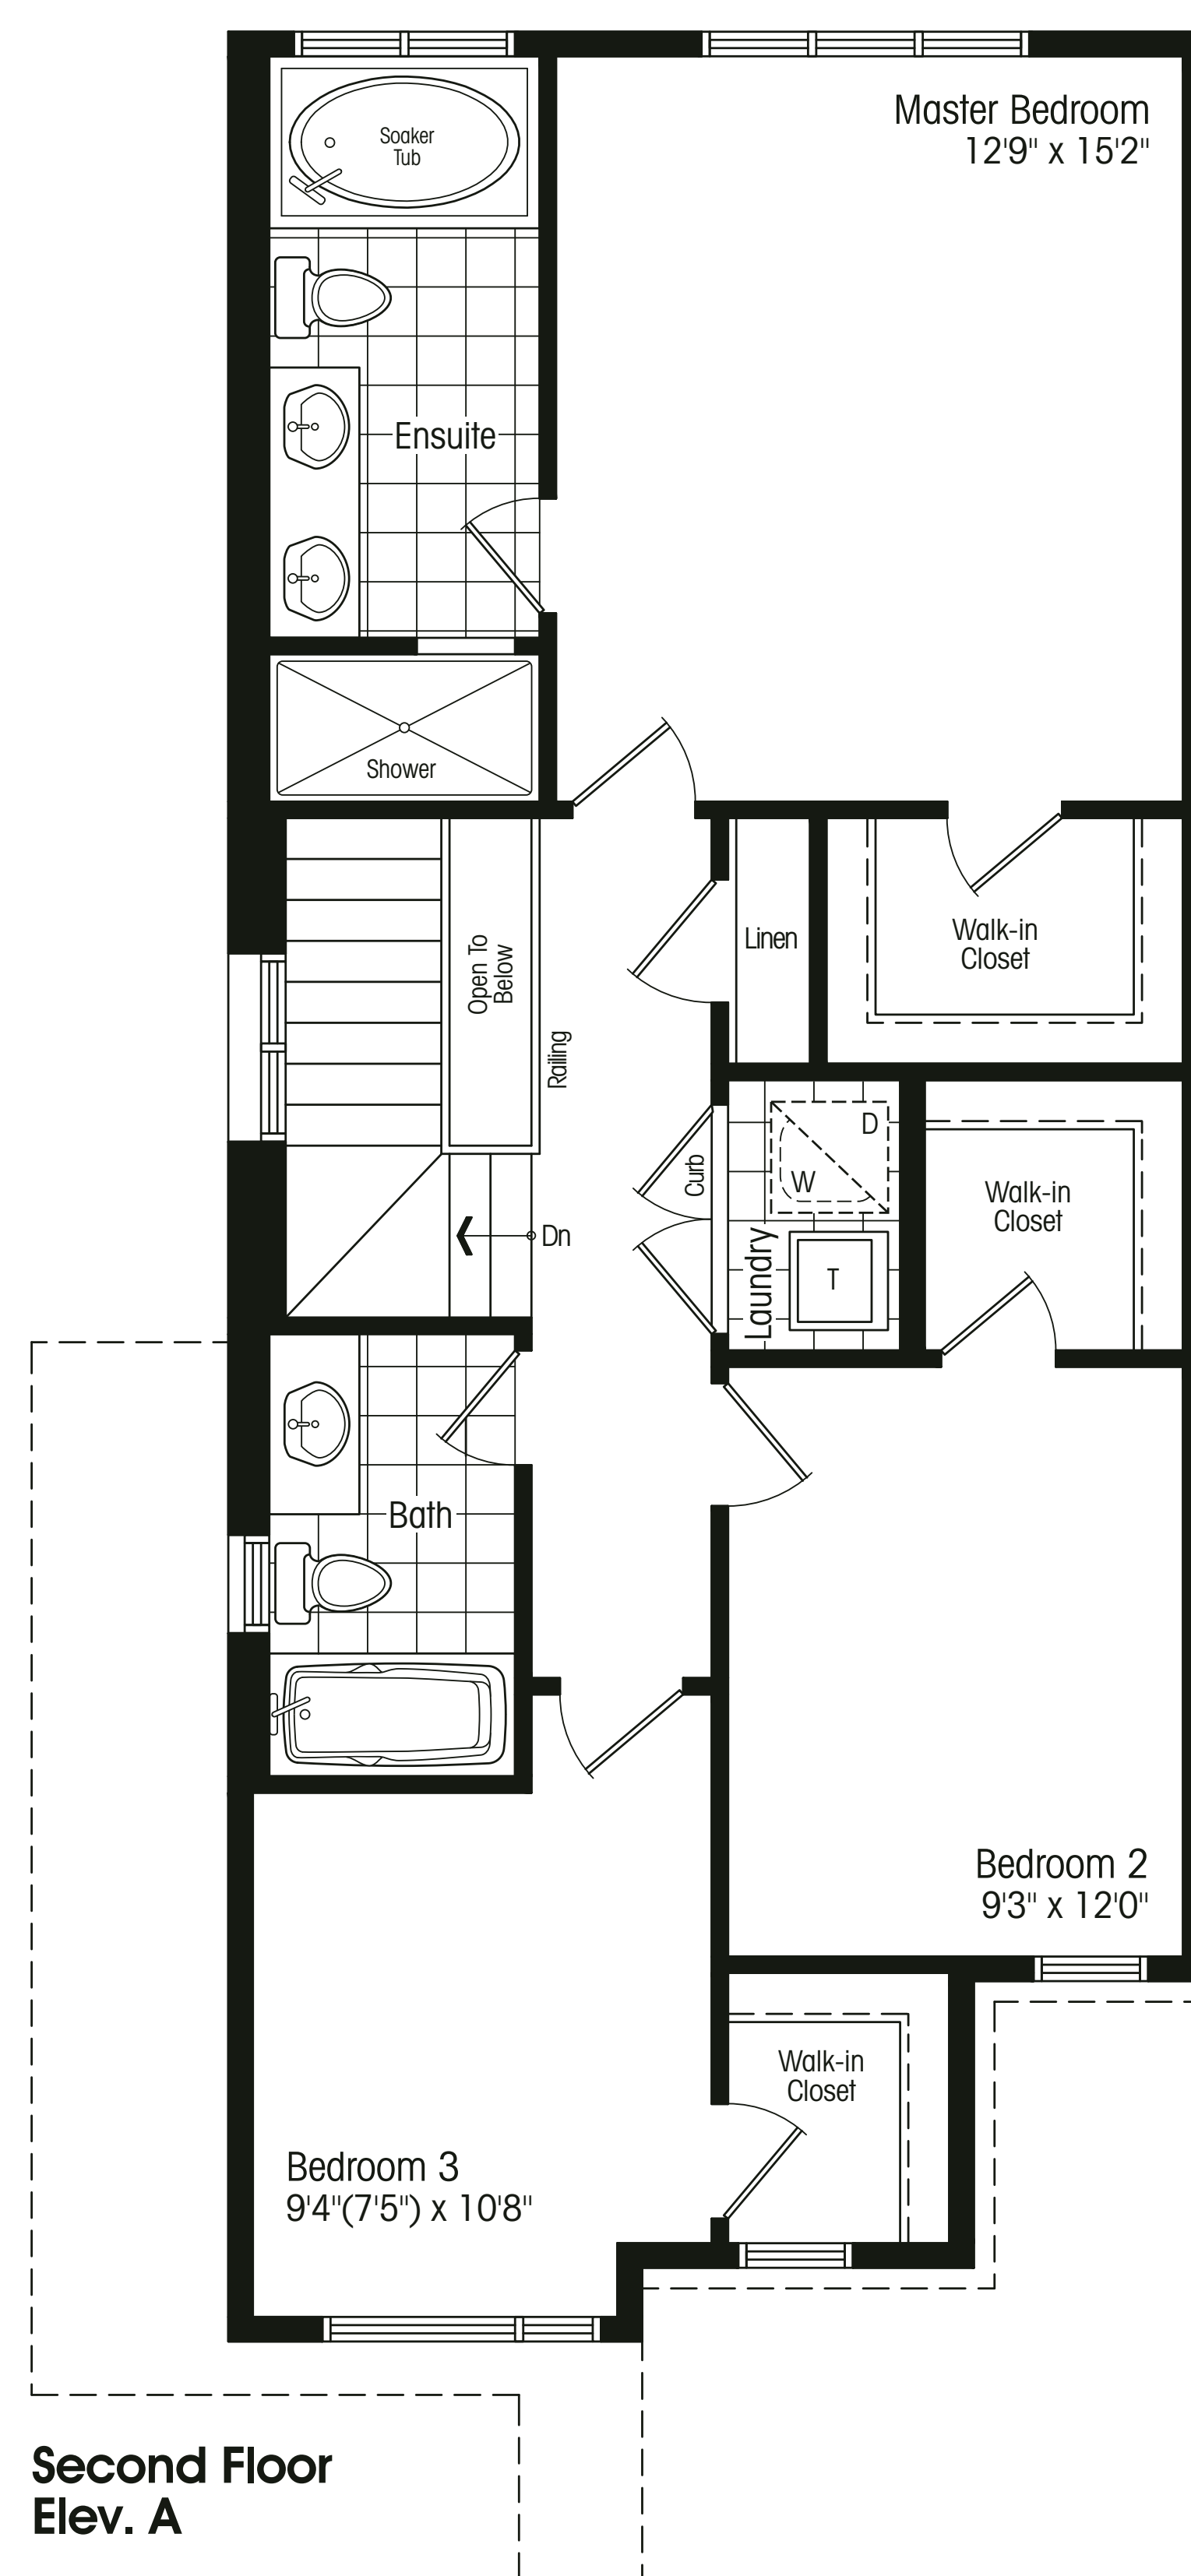 Soaker
Tub
Master Bedroom
12'9" x 15'2"
Ensuite
Shower
Open To
Below
Railing
Linen
Walk-in
Closet
D
W
Curb
Laundry
T
Walk-in
Closet
Dn
Bath
Bedroom 2
9'3" x 12'0"
Walk-in
Closet
Bedroom 3
9'4"(7'5") x 10'8"
Second Floor
Elev. A